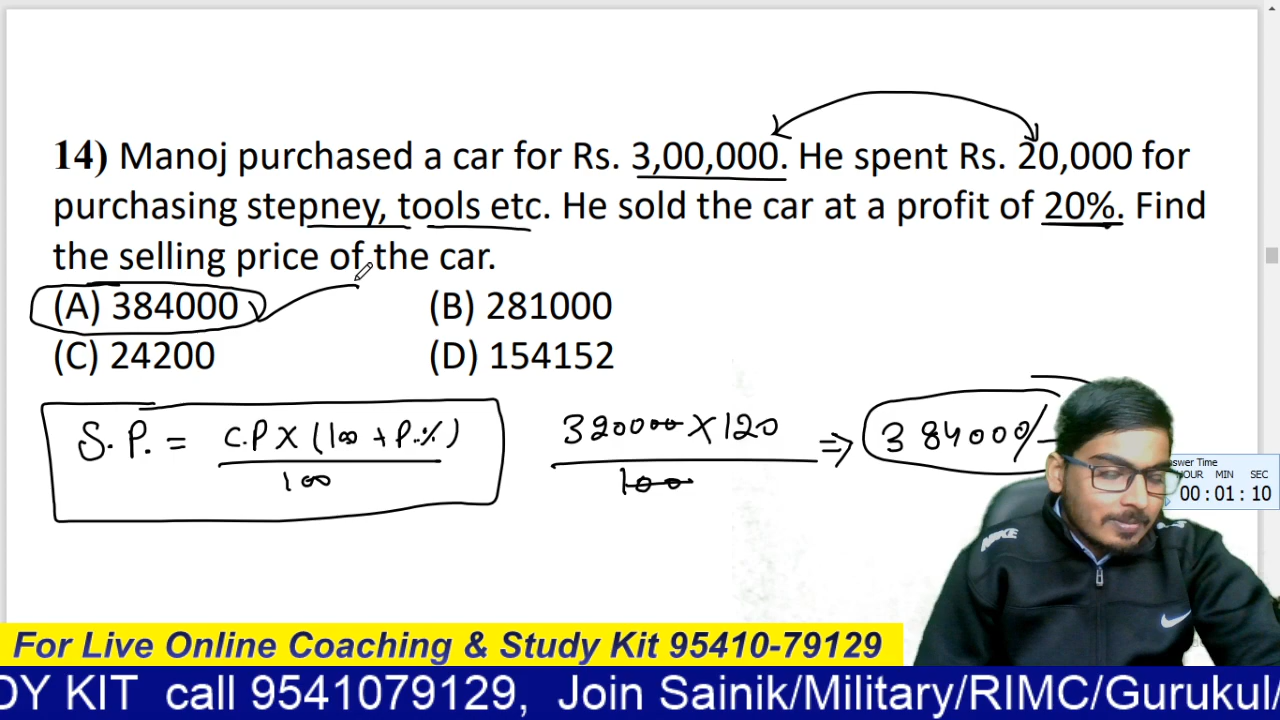 14) Manoj purchased a car for Rs. 3,00,000. He spent Rs. 20,000 for
purchasing stepney, tools etc. He sold the car at a profit of 20%. Find
the selling price of the car.
(A) 384000 (B) 281000
(C) 24200 (D) 154152
S.P. = C.P X (100 + P.%) / 100
320000 X 120 / 100 => 384000/-
swer Time
HOUR MIN SEC
00:01:10
NIKE
For Live Online Coaching & Study Kit 95410-79129
DY KIT call 9541079129, Join Sainik/Military/RIMC/Gurukul/